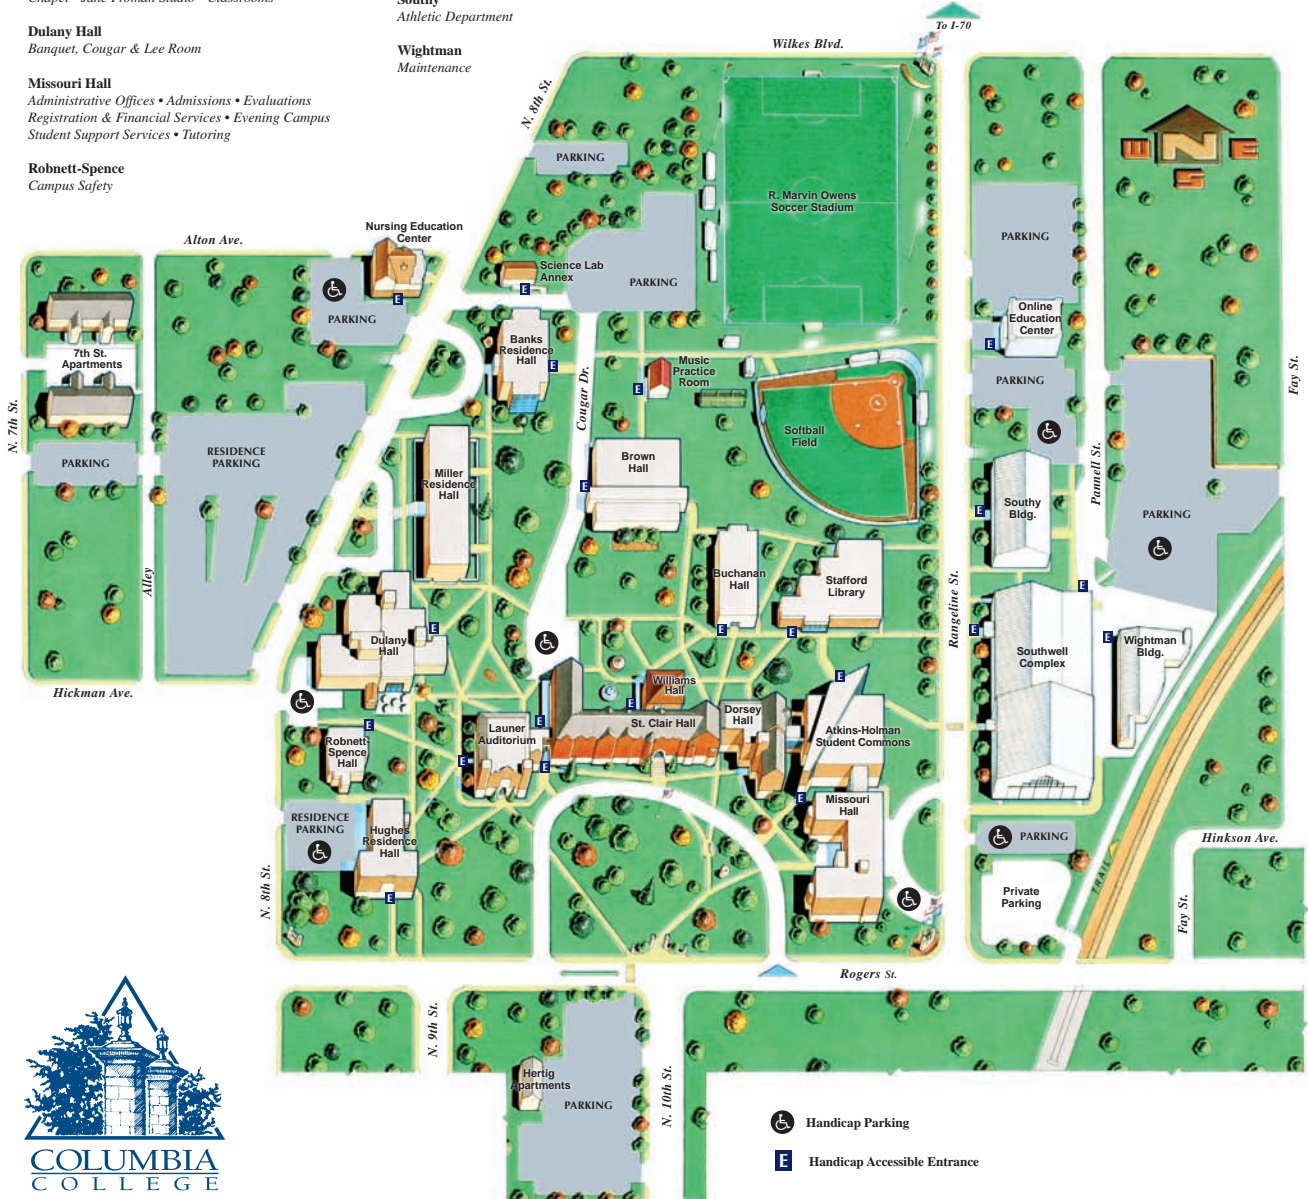 Chapel • Jane Froman Studio • Classrooms
Dulany Hall
Banquet, Cougar & Lee Room
Missouri Hall
Administrative Offices • Admissions • Evaluations
Registration & Financial Services • Evening Campus
Student Support Services • Tutoring
Robnett-Spence
Campus Safety
Southy
Athletic Department
Wightman
Maintenance
To I-70
Wilkes Blvd.
N. 8th St.
PARKING
R. Marvin Owens
Soccer Stadium
N
W
E
S
PARKING
Nursing Education
Center
Alton Ave.
Science Lab
Annex
E
PARKING
E
PARKING
Online
Education
Center
E
7th St.
Apartments
Banks
Residence
Hall
E
Music
Practice
Room
E
Cougar Dr.
PARKING
Fay St.
N. 7th St.
Softball
Field
PARKING
RESIDENCE
PARKING
Miller
Residence
Hall
Brown
Hall
E
Pannell St.
Southy
Bldg.
E
PARKING
Alley
Buchanan
Hall
E
Stafford
Library
E
Rangeline St.
E
E
Southwell
Complex
E
Wightman
Bldg.
Dulany
Hall
E
Hickman Ave.
Williams
Hall
E
St. Clair Hall
Dorsey
Hall
E
Atkins-Holman
Student Commons
Launer
Auditorium
E
E
E
Robnett-
Spence
Hall
E
E
Missouri
Hall
RESIDENCE
PARKING
Hughes
Residence
Hall
E
PARKING
Hinkson Ave.
TRAIL
Private
Parking
Fay St.
N. 8th St.
Rogers St.
N. 9th St.
Hertig
Apartments
PARKING
N. 10th St.
Handicap Parking
E
Handicap Accessible Entrance
COLUMBIA
COLLEGE